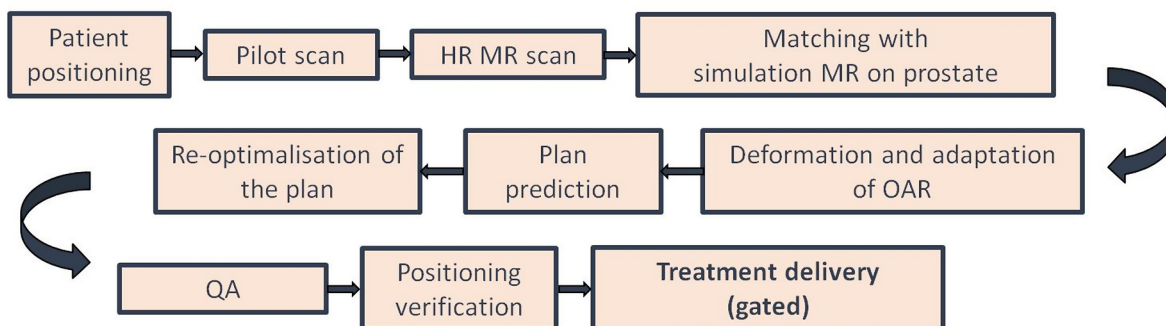 Patient
positioning
Pilot scan
HR MR scan
Matching with
simulation MR on prostate
Deformation and adaptation
of OAR
Plan
prediction
Re-optimalisation of
the plan
QA
Positioning
verification
Treatment delivery
(gated)